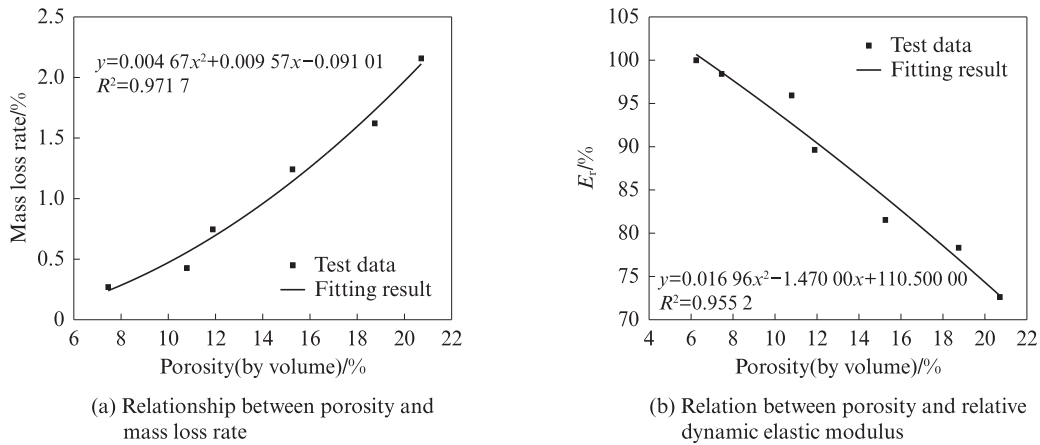 2.5
2.0
1.5
1.0
0.5
0
Mass loss rate/%
y=0.004 67x²+0.009 57x−0.091 01
R²=0.971 7
Test data
Fitting result
6 8 10 12 14 16 18 20 22
Porosity(by volume)/%
(a) Relationship between porosity and
mass loss rate
105
100
95
90
85
80
75
70
Er/%
Test data
Fitting result
y=0.016 96x²−1.470 00x+110.500 00
R²=0.955 2
4 6 8 10 12 14 16 18 20 22
Porosity(by volume)/%
(b) Relation between porosity and relative
dynamic elastic modulus